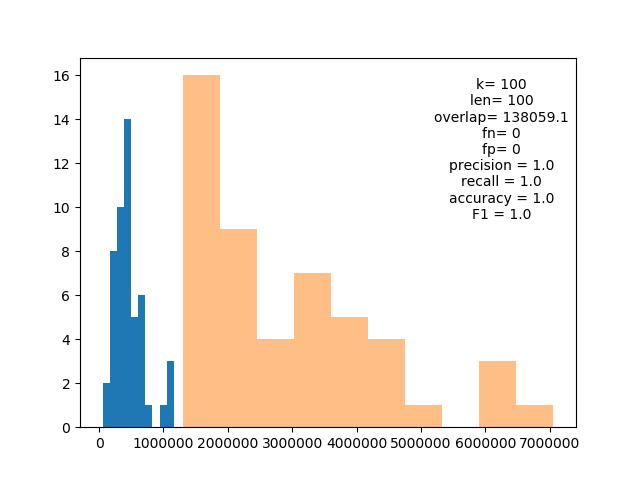 16
14
12
10
8
6
4
2
0
k= 100
len= 100
overlap= 138059.1
fn= 0
fp= 0
precision = 1.0
recall = 1.0
accuracy = 1.0
F1 = 1.0
0 1000000 2000000 3000000 4000000 5000000 6000000 7000000